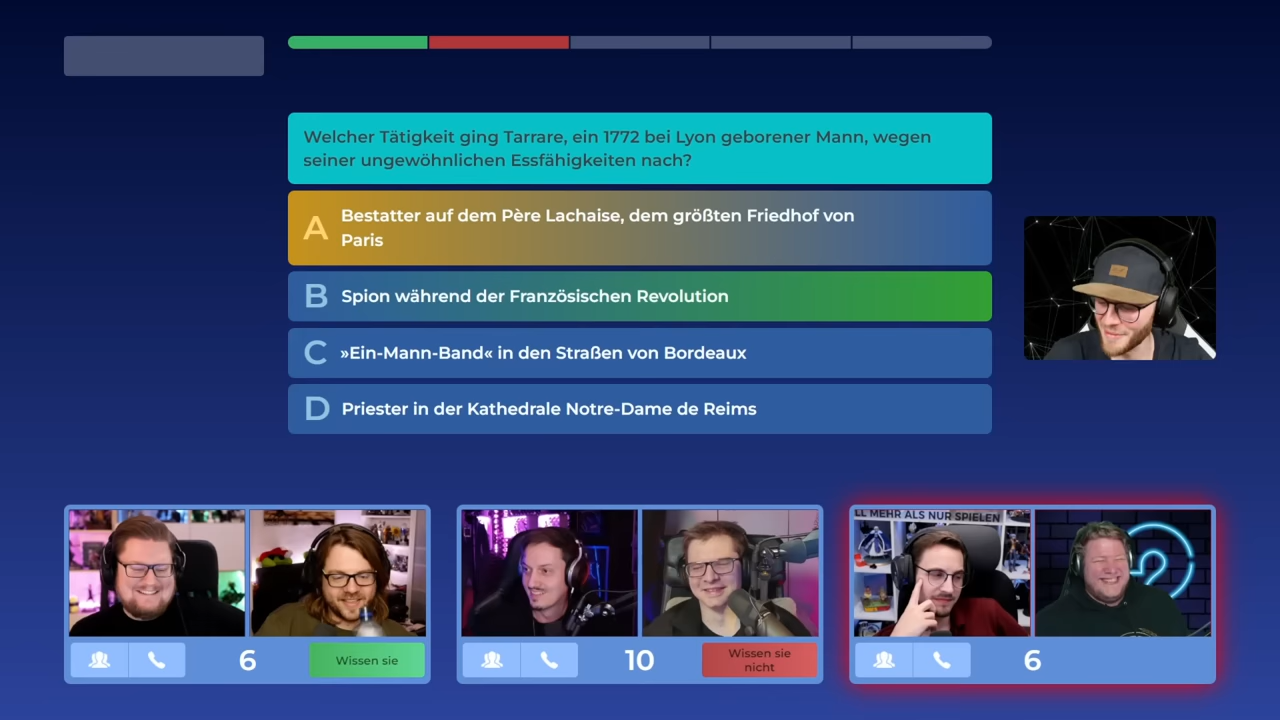 Welcher Tätigkeit ging Tarrare, ein 1772 bei Lyon geborener Mann, wegen
seiner ungewöhnlichen Essfähigkeiten nach?
A
Bestatter auf dem Père Lachaise, dem größten Friedhof von
Paris
B Spion während der Französischen Revolution
C »Ein-Mann-Band« in den Straßen von Bordeaux
D Priester in der Kathedrale Notre-Dame de Reims
LL MEHR ALS NUR SPIELEN
6
Wissen sie
10
Wissen sie
nicht
6